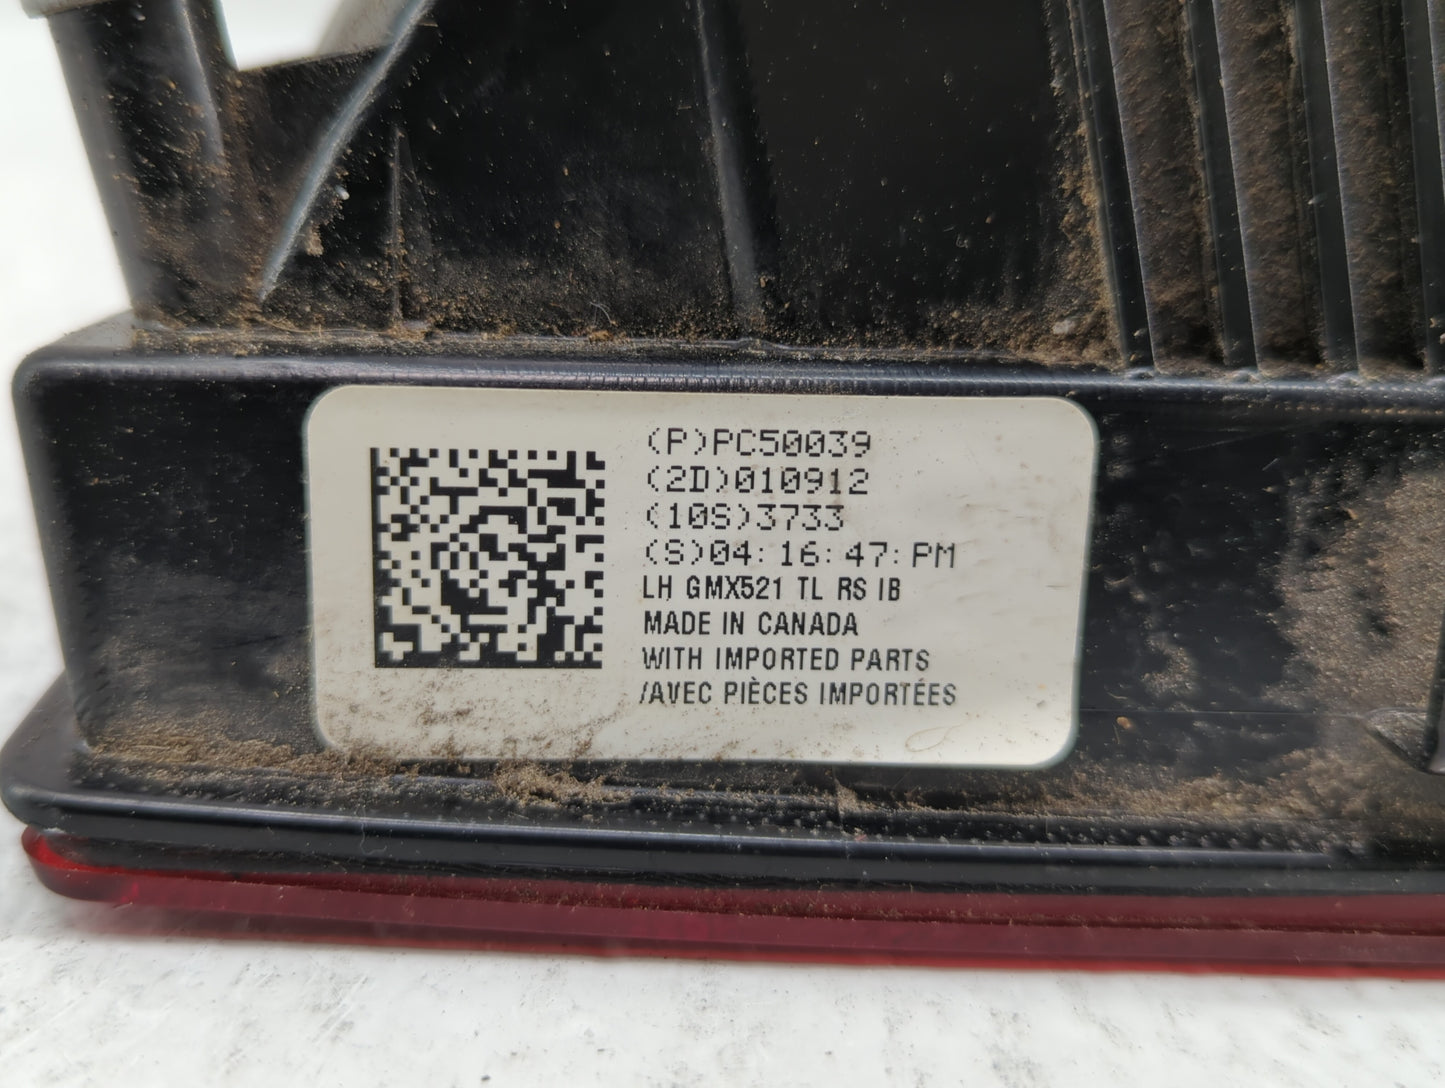 (P)PC50039
(2D)010912
(10S)3733
(S)04:16:47:PM
LH GMX521 TL RS IB
MADE IN CANADA
WITH IMPORTED PARTS
/AVEC PIÈCES IMPORTÉES